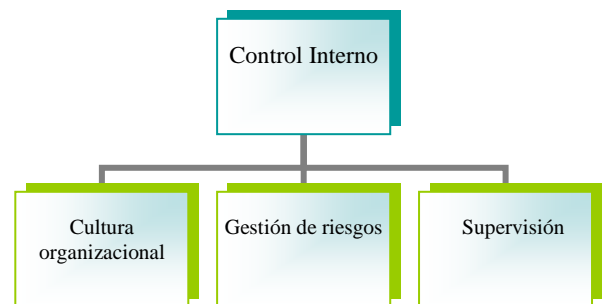 Control Interno
Cultura
organizacional
Gestión de riesgos
Supervisión